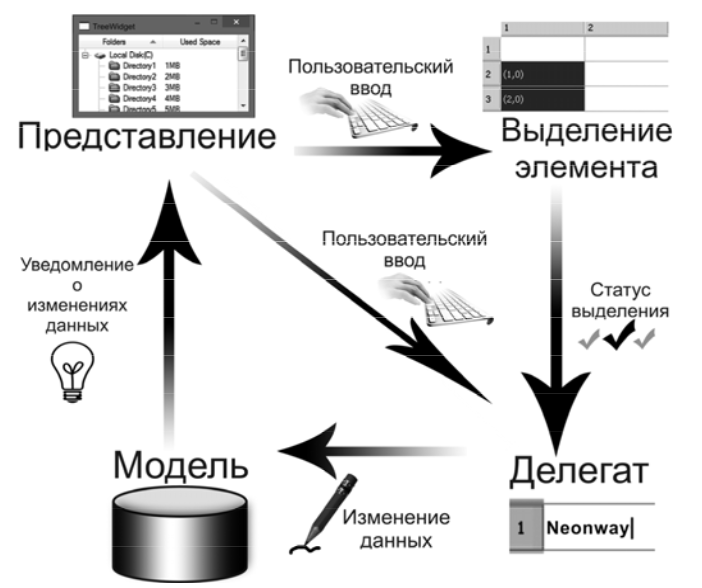 TreeWidget
Folders Used Space
Local Disk(C)
Directory1 1MB
Directory2 2MB
Directory3 3MB
Directory4 4MB
Directory5 5MB
Представление
Пользовательский
ввод
1 2
1
2 (1,0)
3 (2,0)
Выделение
элемента
Уведомление
о
изменениях
данных
Пользовательский
ввод
Статус
выделения
Модель
Изменение
данных
Делегат
1 Neonway